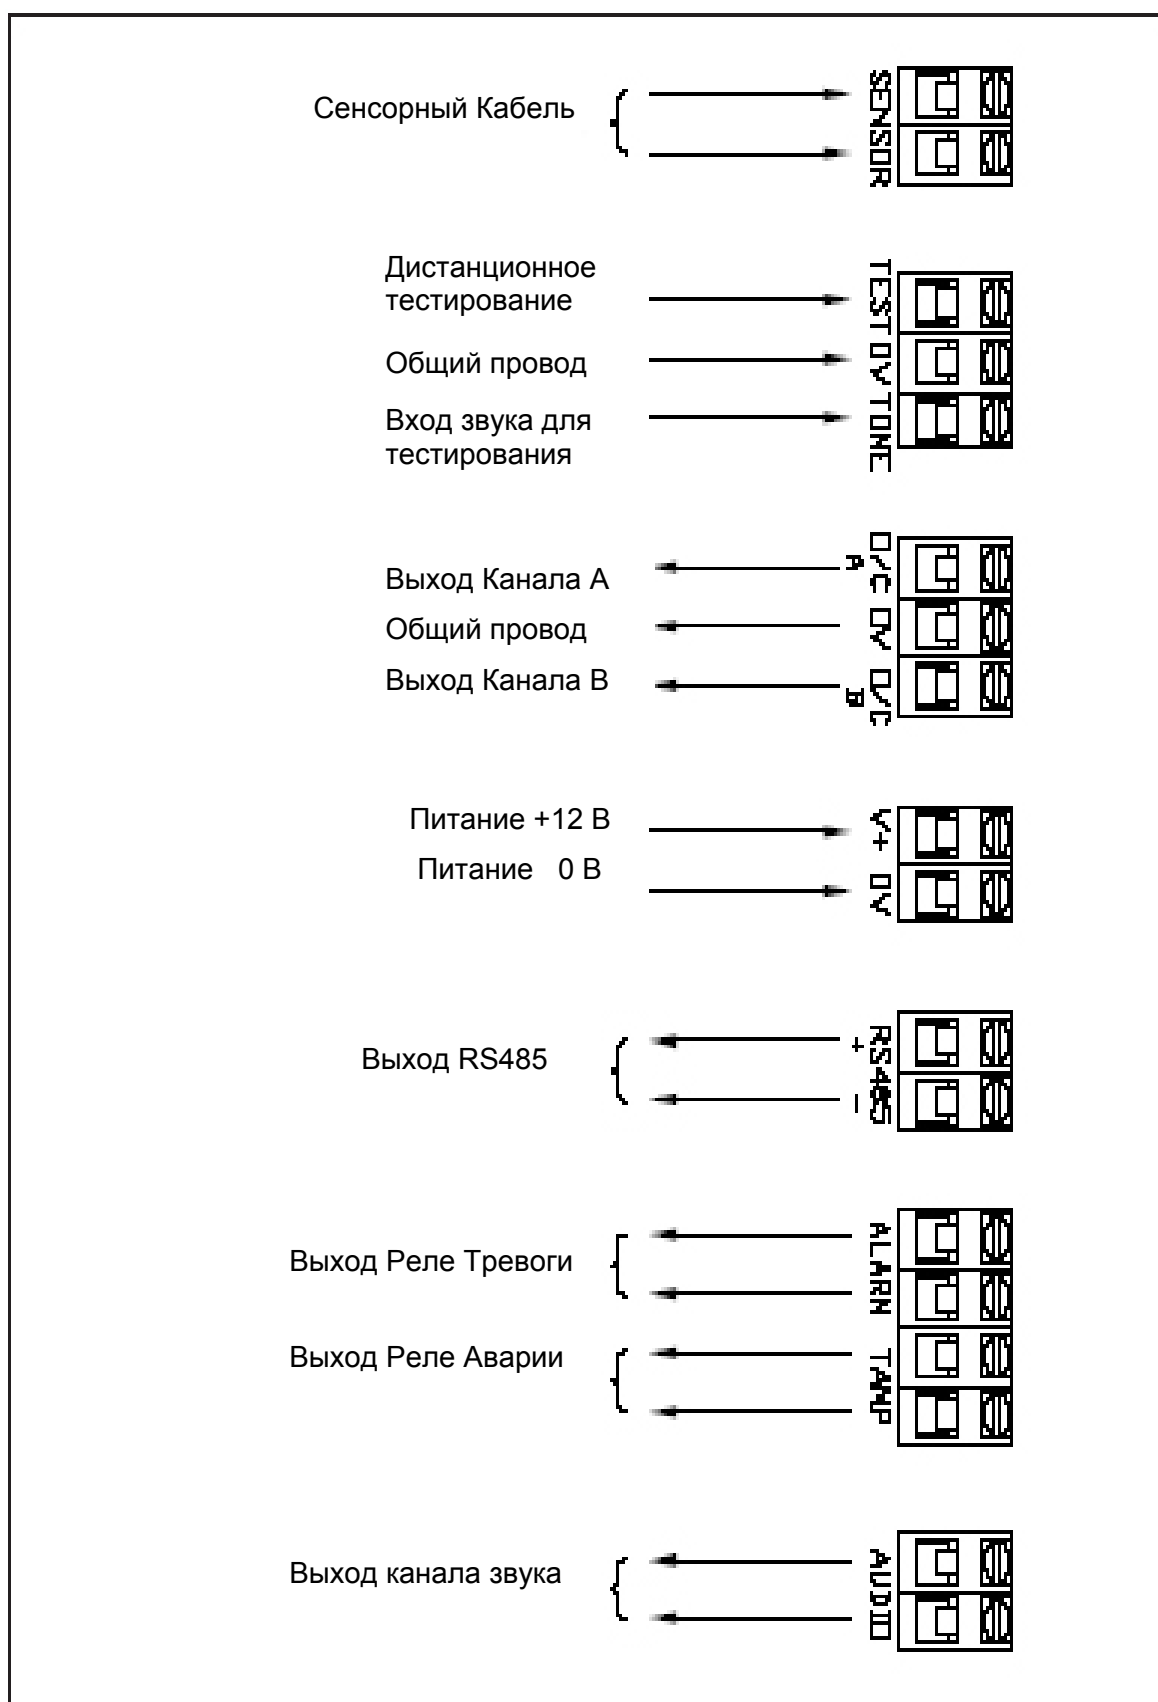 Сенсорный Кабель
SENSOR
Дистанционное
тестирование
TEST
Общий провод
0V
Вход звука для
тестирования
TONE
Выход Канала А
O/C
A
Общий провод
0V
Выход Канала В
O/C
B
Питание +12 В
V+
Питание 0 В
0V
Выход RS485
+
RS485
−
Выход Реле Тревоги
ALARM
Выход Реле Аварии
TAMP
Выход канала звука
AUDIO